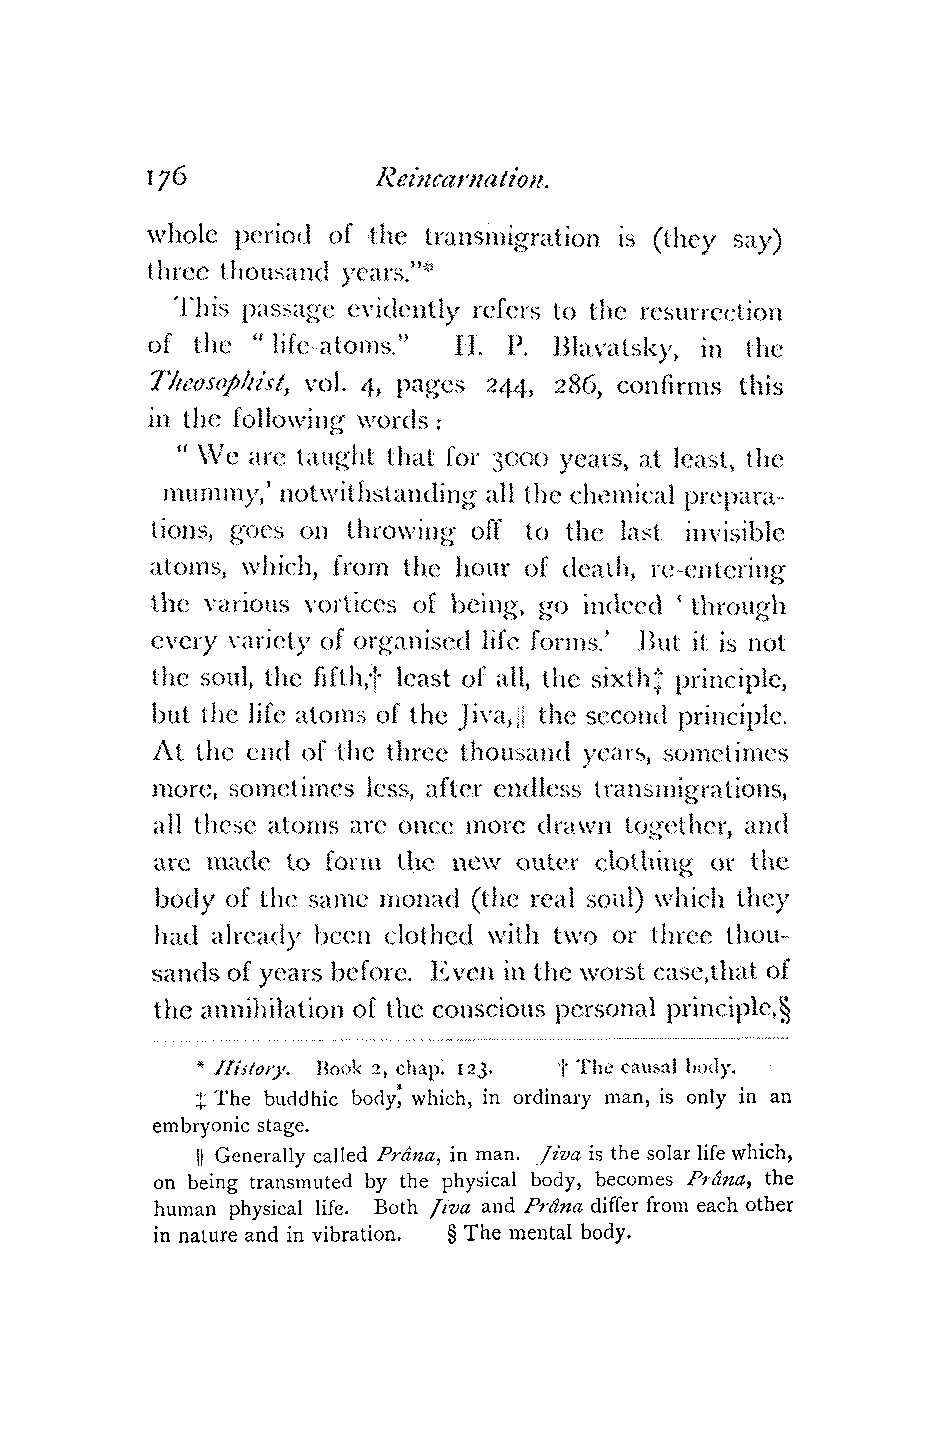 176 Reincarnation.
whole period of the transmigration is (they say)
three thousand years."*
This passage evidently refers to the resurrection
of the " life-atoms." H. P. Blavatsky, in the
Theosophist, vol. 4, pages 244, 286, confirms this
in the following words :
" We are taught that for 3000 years, at least, the
mummy,' notwithstanding all the chemical prepara-
tions, goes on throwing off to the last invisible
atoms, which, from the hour of death, re-entering
the various vortices of being, go indeed ' through
every variety of organised life forms.' But it is not
the soul, the fifth,† least of all, the sixth‡ principle,
but the life atoms of the Jiva,|| the second principle.
At the end of the three thousand years, sometimes
more, sometimes less, after endless transmigrations,
all these atoms are once more drawn together, and
are made to form the new outer clothing or the
body of the same monad (the real soul) which they
had already been clothed with two or three thou-
sands of years before. Even in the worst case,that of
the annihilation of the conscious personal principle,§
* History. Book 2, chap. 123. † The causal body.
‡ The buddhic body, which, in ordinary man, is only in an
embryonic stage.
|| Generally called Prâna, in man. Jiva is the solar life which,
on being transmuted by the physical body, becomes Prâna, the
human physical life. Both Jiva and Prâna differ from each other
in nature and in vibration. § The mental body.